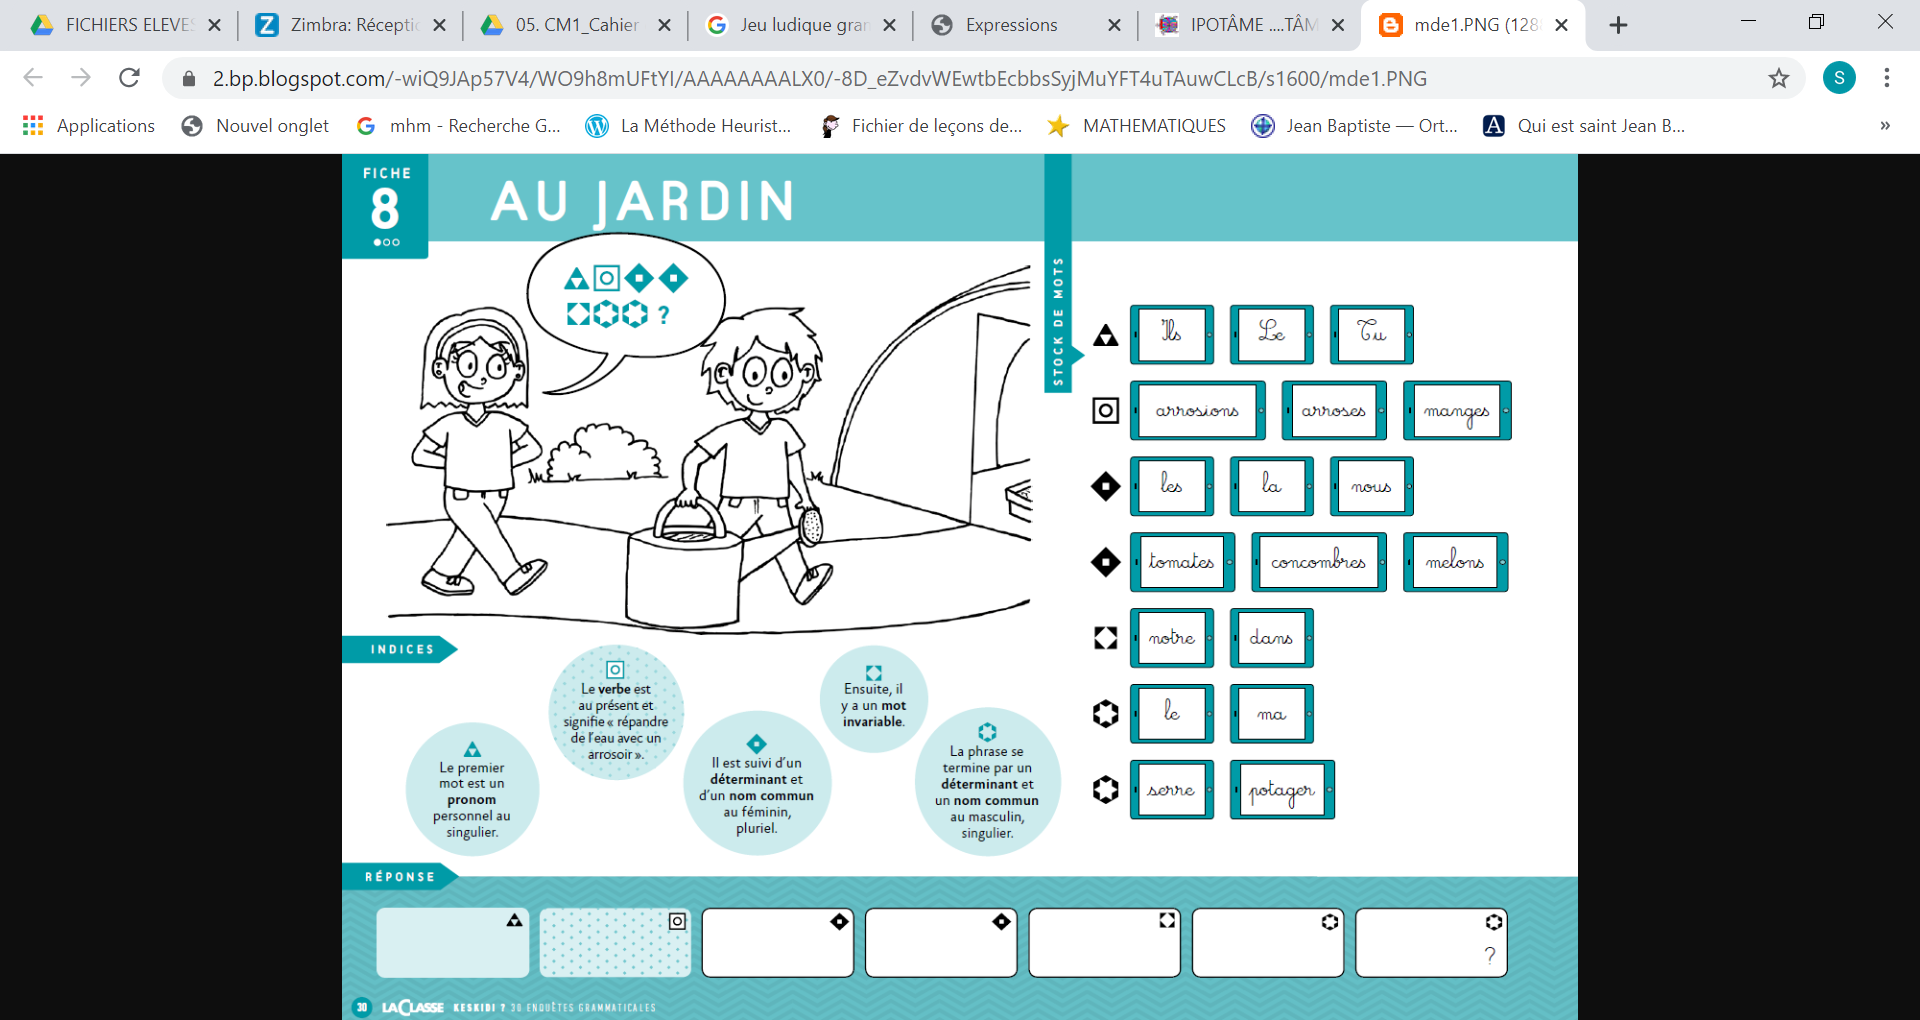 FICHIERS ELEVES
Zimbra: Réceptio
05. CM1_Cahier
Jeu ludique gran
Expressions
IPOTÂME ....TÂM
mde1.PNG (128
2.bp.blogspot.com/-wiQ9JAp57V4/WO9h8mUFtYI/AAAAAAAALX0/-8D_eZvdvWEwtbEcbbsSyjMuYFT4uTAuwCLcB/s1600/mde1.PNG
S
Applications
Nouvel onglet
mhm - Recherche G...
La Méthode Heurist...
Fichier de leçons de...
MATHEMATIQUES
Jean Baptiste — Ort...
Qui est saint Jean B...
»
FICHE
8
AU JARDIN
?
STOCK DE MOTS
Ils
Le
Tu
arrosions
arroses
manges
les
la
nous
tomates
concombres
melons
notre
dans
le
ma
serre
potager
INDICES
Le premier
mot est un
pronom
personnel au
singulier.
Le verbe est
au présent et
signifie « répandre
de l'eau avec un
arrosoir ».
Il est suivi d'un
déterminant et
d'un nom commun
au féminin,
pluriel.
Ensuite, il
y a un mot
invariable.
La phrase se
termine par un
déterminant et
un nom commun
au masculin,
singulier.
RÉPONSE
?
30 LA CLASSE KESKIDI ? 30 ENQUÊTES GRAMMATICALES